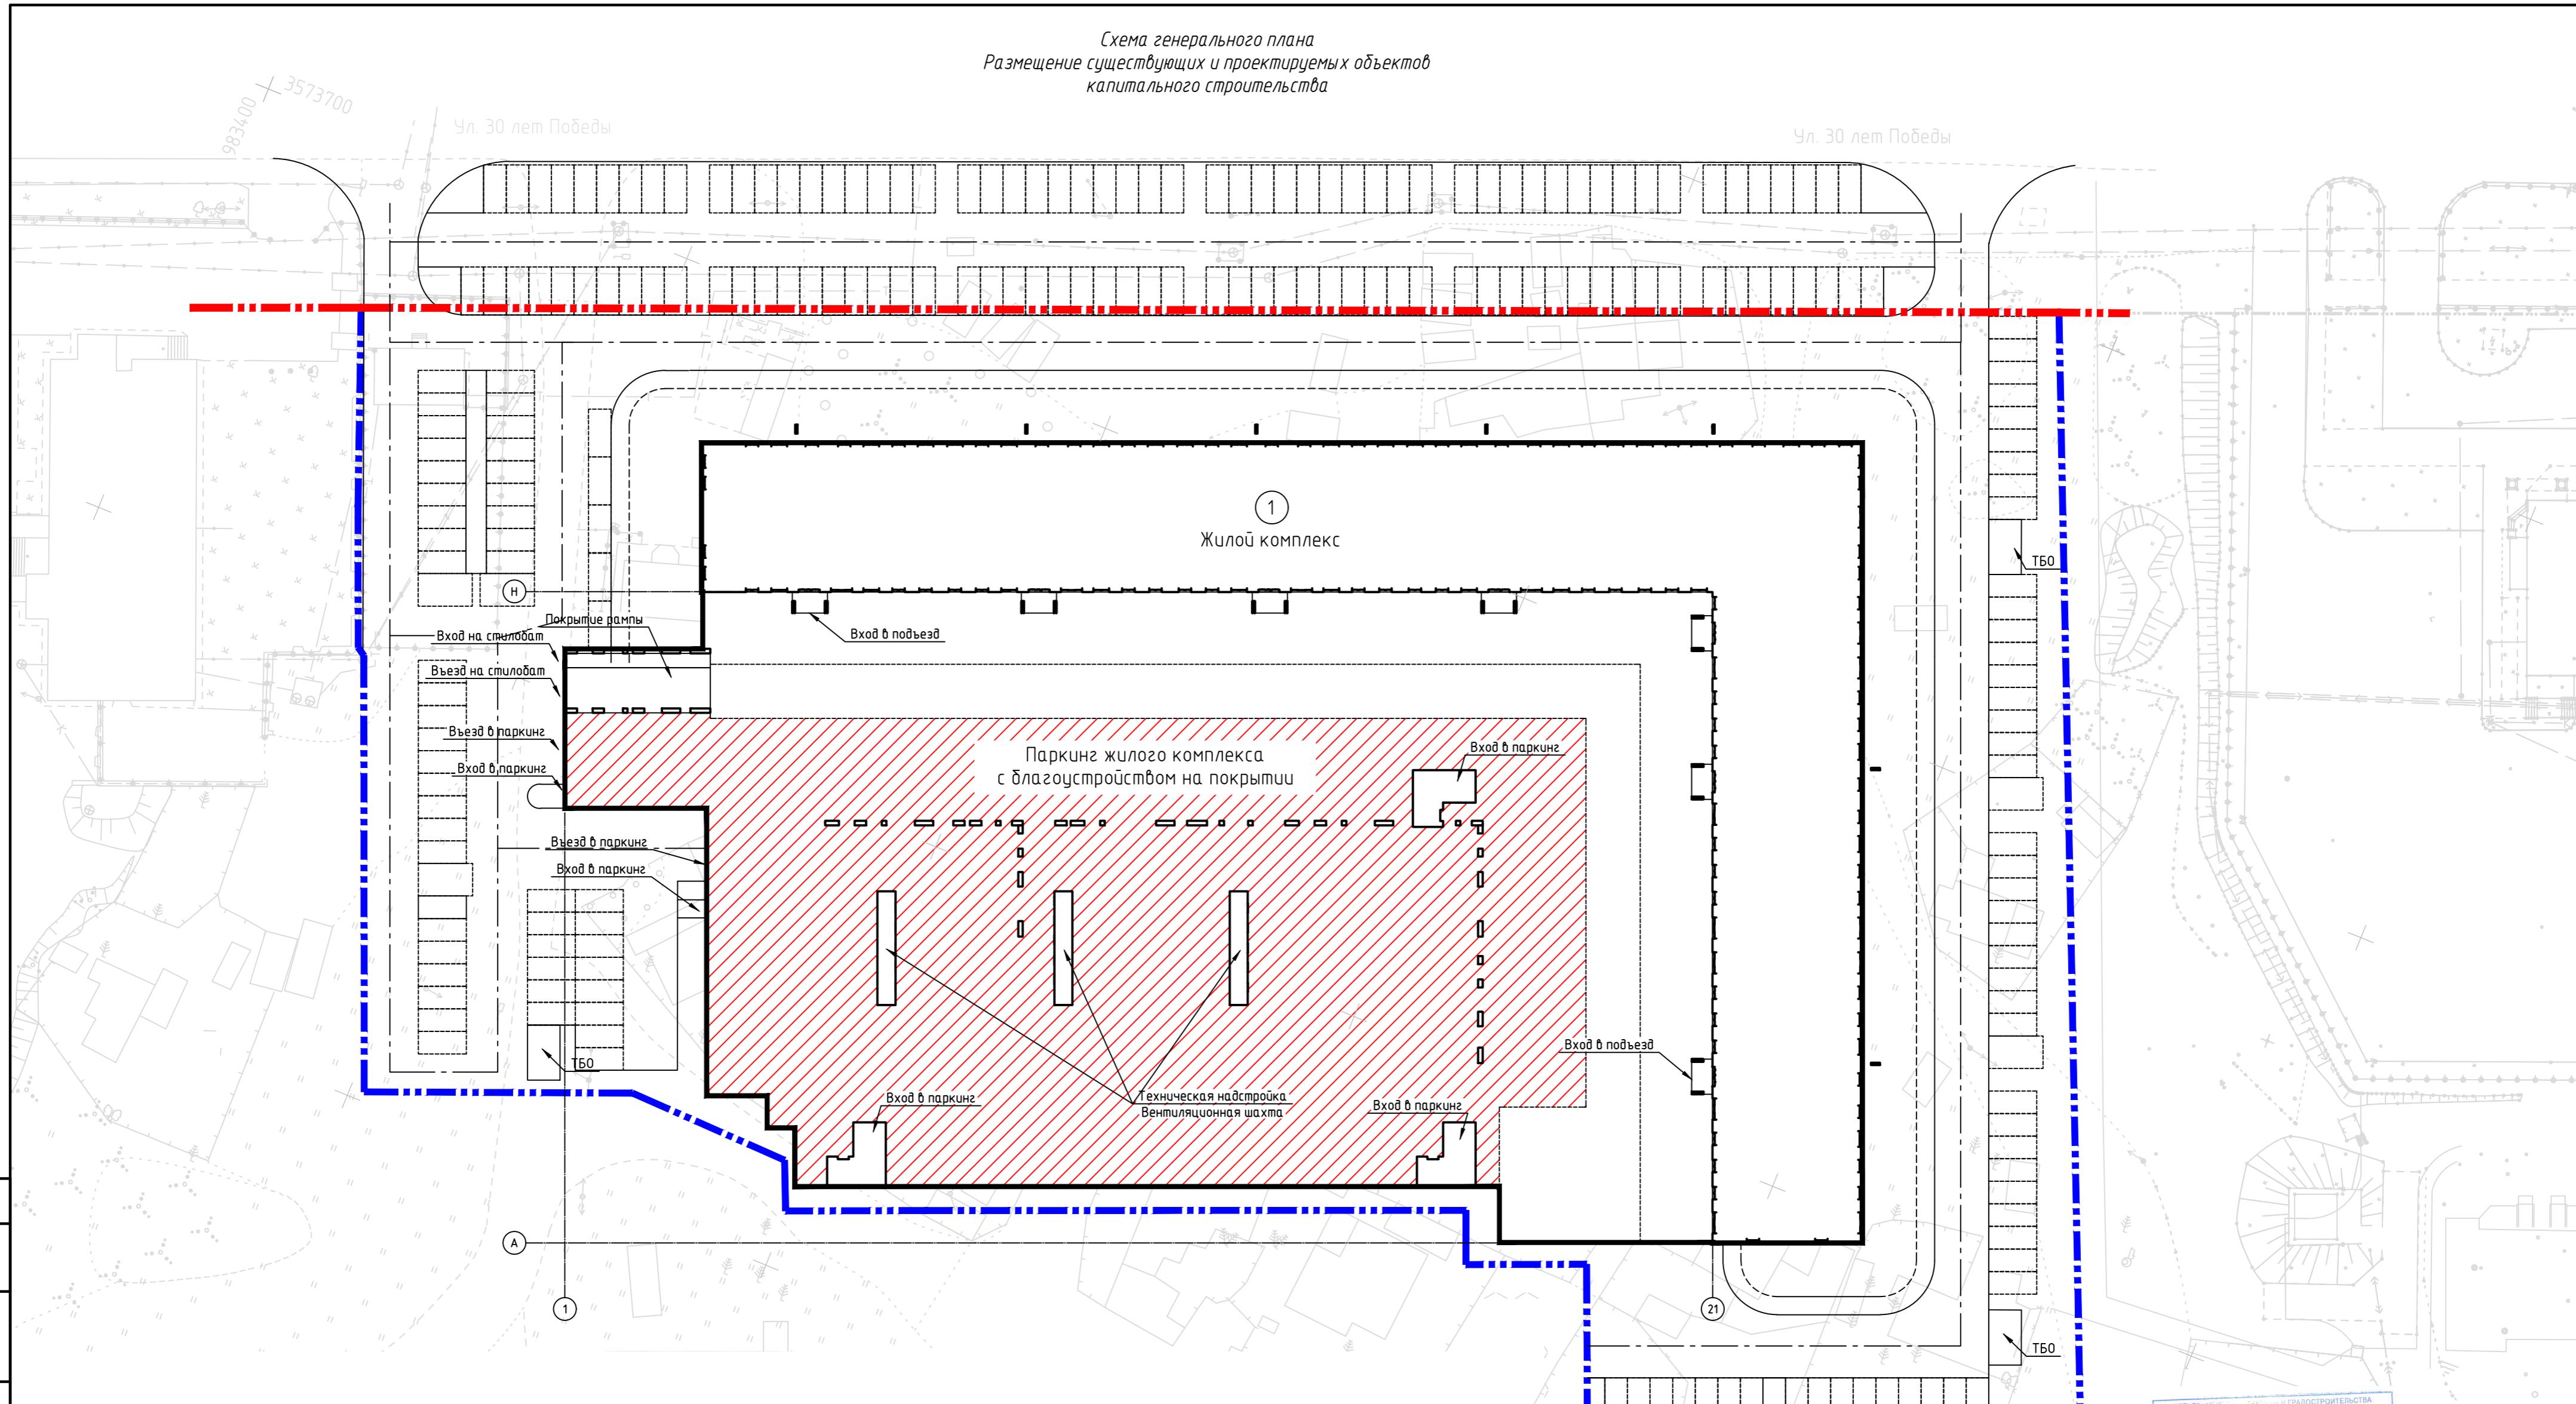 Схема генерального плана
Размещение существующих и проектируемых объектов
капитального строительства
983400
3573700
Ул. 30 лет Победы
Ул. 30 лет Победы
1
Жилой комплекс
ТБО
Н
Покрытие рампы
Вход на стилобат
Вход в подъезд
Въезд на стилобат
Въезд в паркинг
Вход в паркинг
Паркинг жилого комплекса
с благоустройством на покрытии
Вход в паркинг
Въезд в паркинг
Вход в паркинг
Вход в подъезд
ТБО
Вход в паркинг
Техническая надстройка
Вентиляционная шахта
Вход в паркинг
А
1
21
ТБО
ГРАДОСТРОИТЕЛЬСТВА